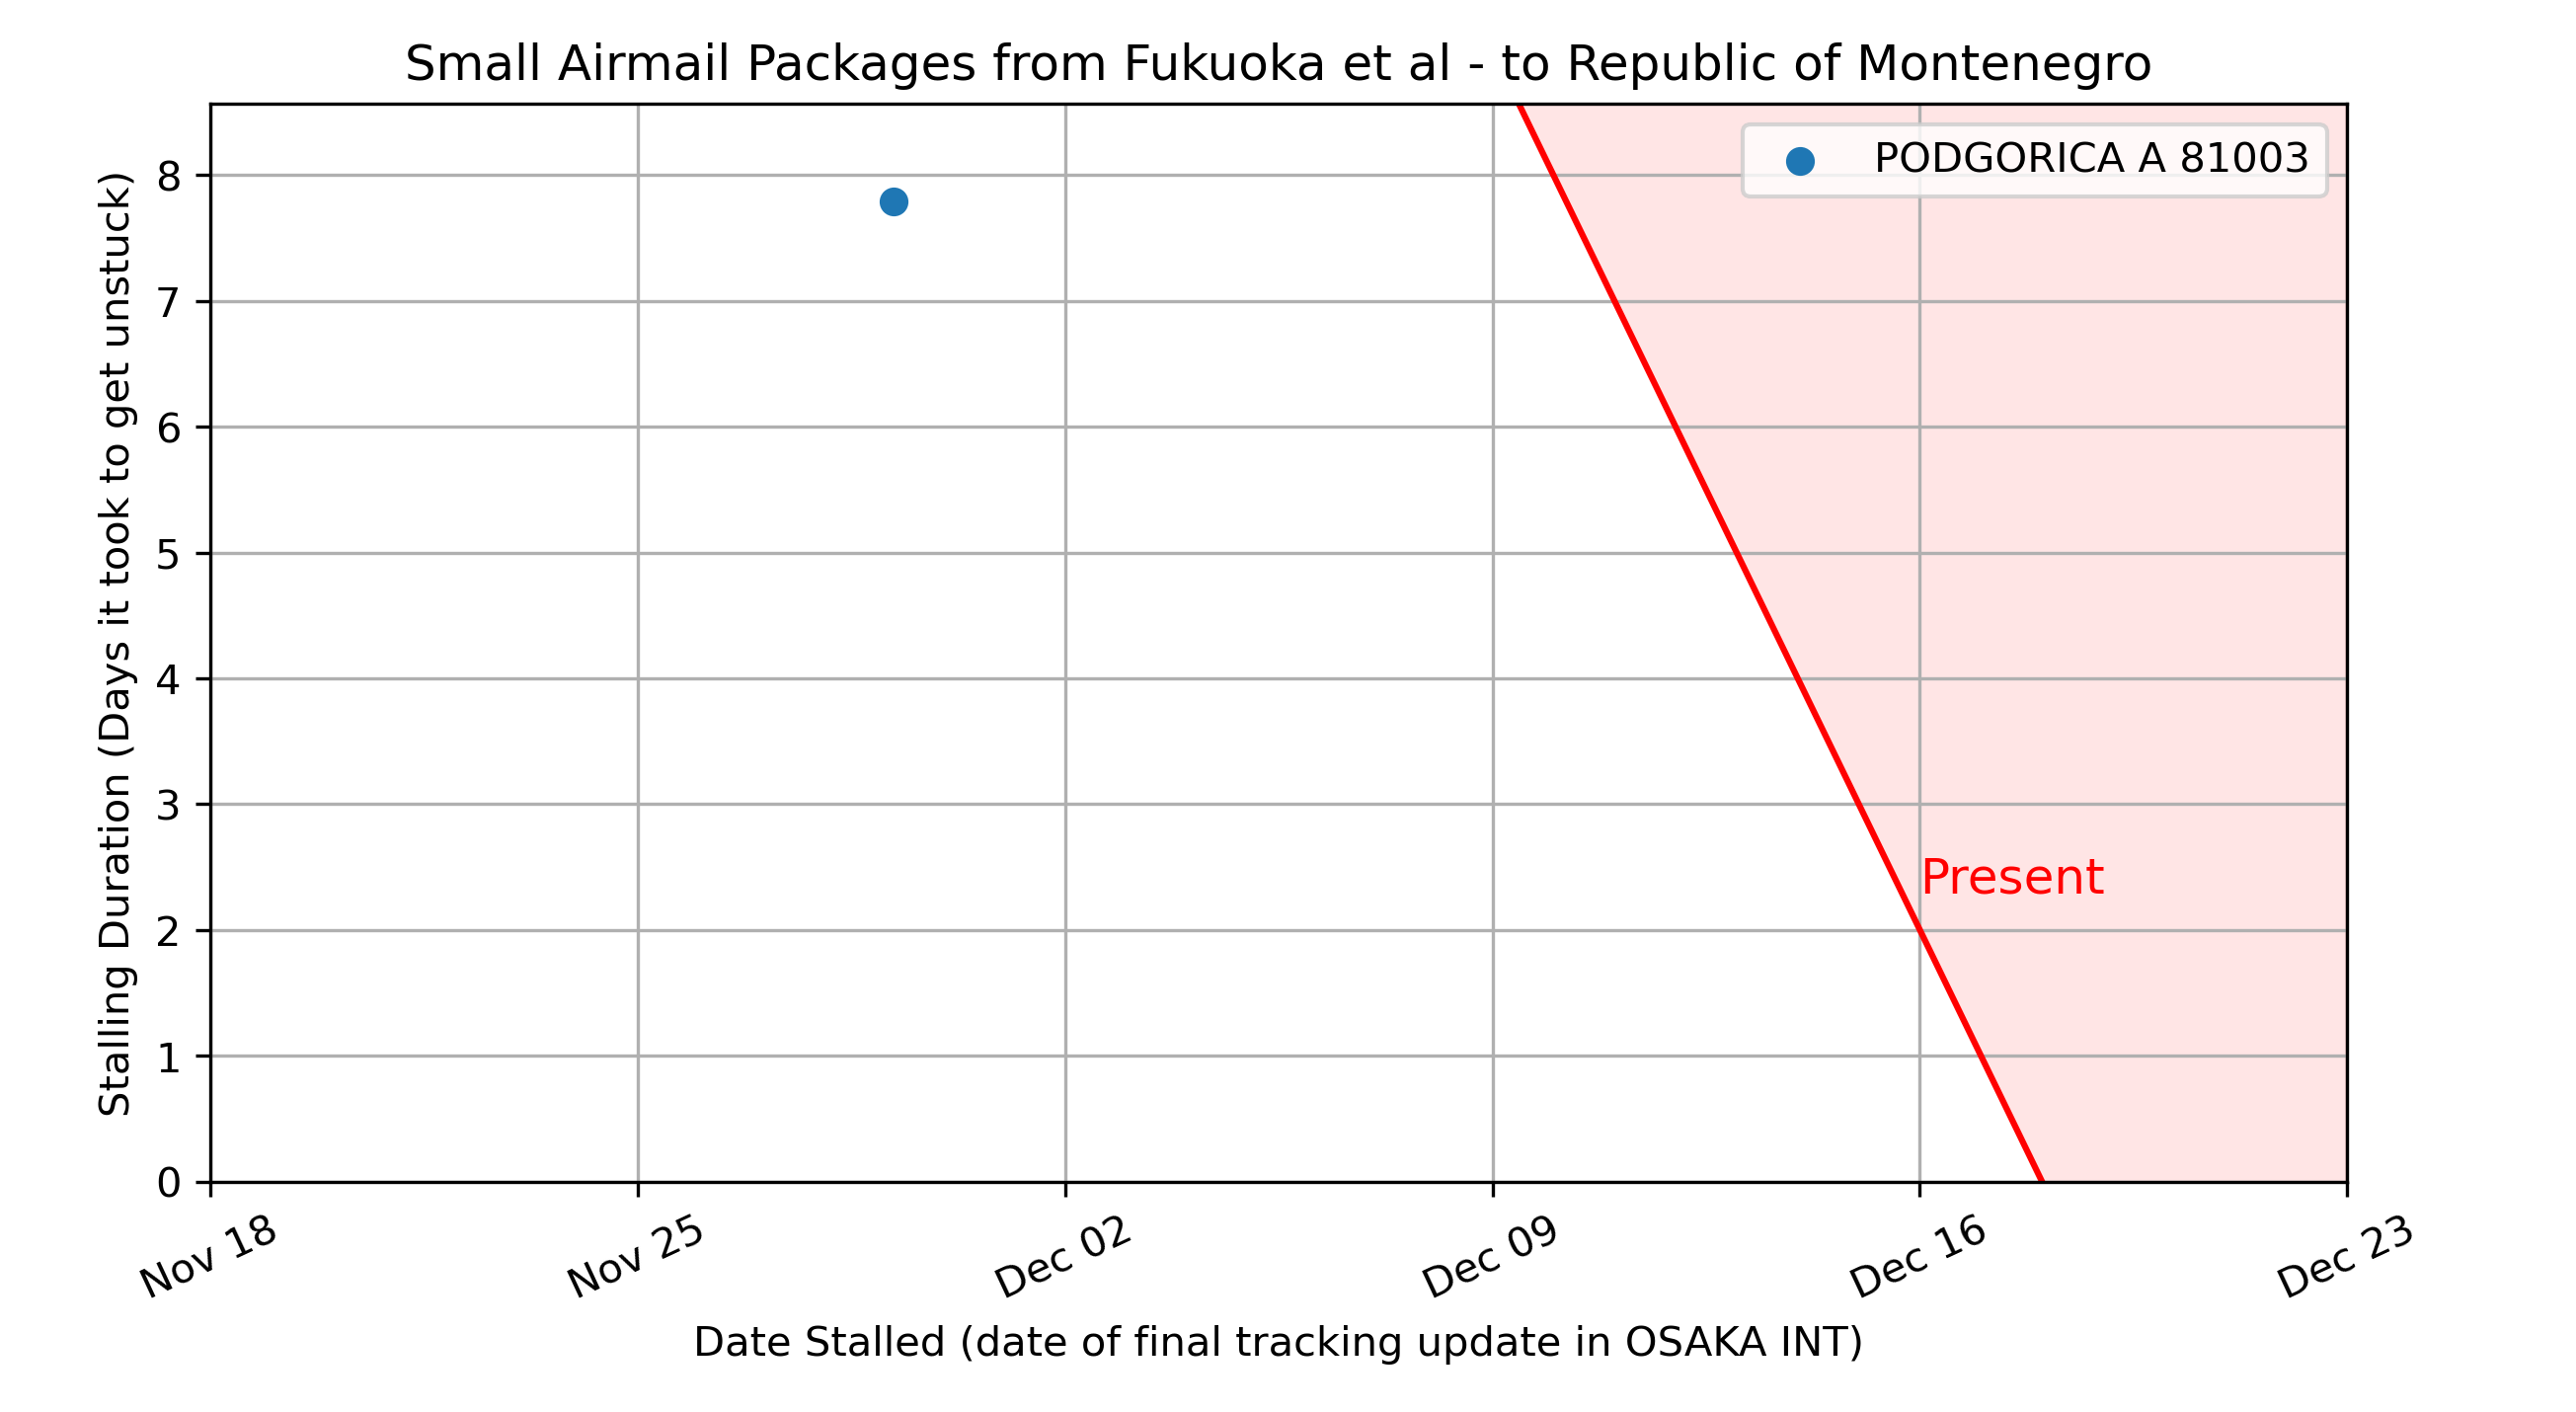 Small Airmail Packages from Fukuoka et al - to Republic of Montenegro
PODGORICA A 81003
Stalling Duration (Days it took to get unstuck)
8
7
6
5
4
3
2
1
0
Present
Nov 18
Nov 25
Dec 02
Dec 09
Dec 16
Dec 23
Date Stalled (date of final tracking update in OSAKA INT)